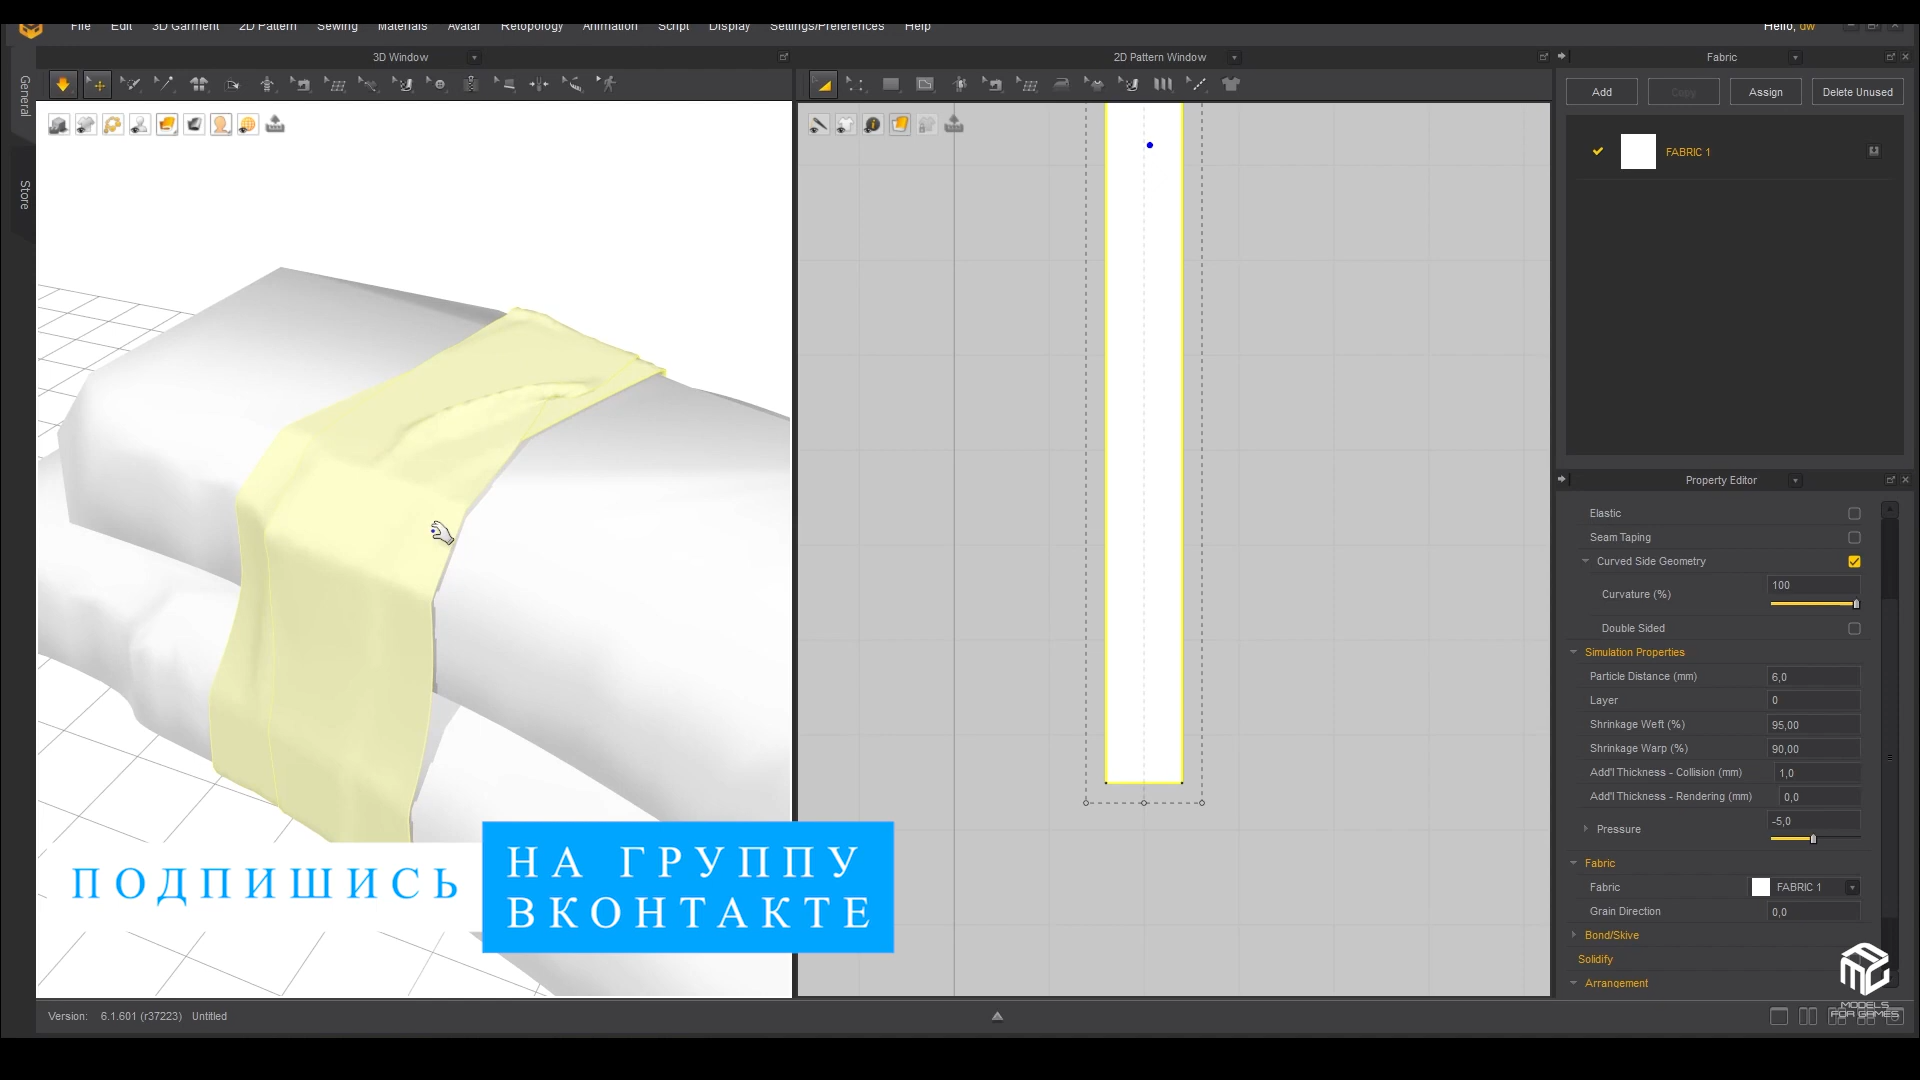 File Edit 3D Garment 2D Pattern Sewing Materials Avatar Retopology Animation Script Display Settings/Preferences Help
Hello, dw
3D Window
2D Pattern Window
Fabric
General
Store
Add Copy Assign Delete Unused
FABRIC 1
Property Editor
Elastic
Seam Taping
Curved Side Geometry
Curvature (%) 100
Double Sided
Simulation Properties
Particle Distance (mm) 6,0
Layer 0
Shrinkage Weft (%) 95,00
Shrinkage Warp (%) 90,00
Add'l Thickness - Collision (mm) 1,0
Add'l Thickness - Rendering (mm) 0,0
Pressure -5,0
Fabric
Fabric FABRIC 1
Grain Direction 0,0
Bond/Skive
Solidify
Arrangement
ПОДПИШИСЬ
НА ГРУППУ
ВКОНТАКТЕ
MODELS
FOR GAMES
Version: 6.1.601 (r37223) Untitled